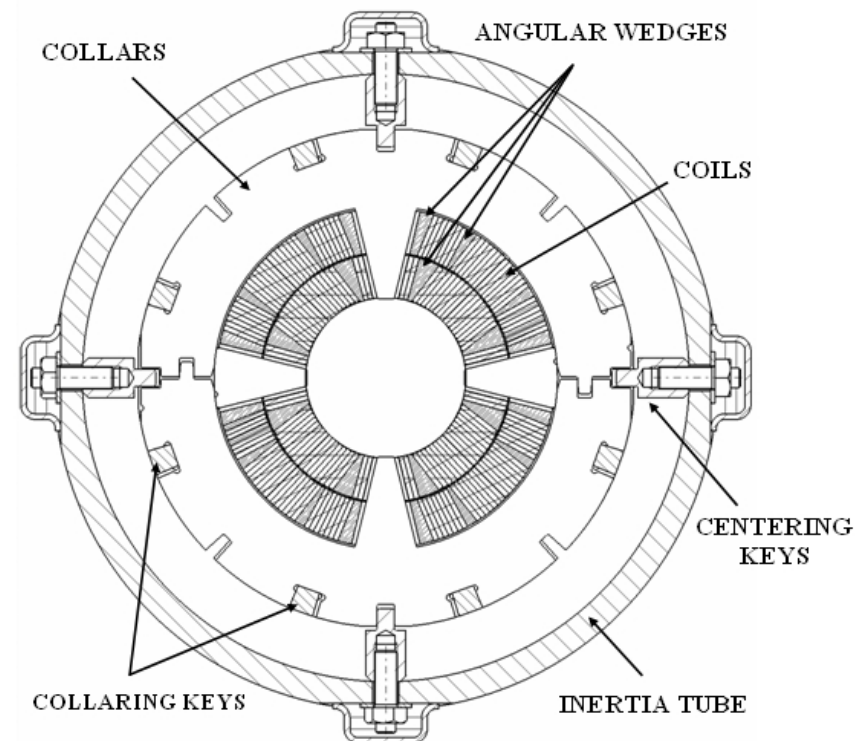 ANGULAR WEDGES
COLLARS
COILS
CENTERING
KEYS
COLLARING KEYS
INERTIA TUBE